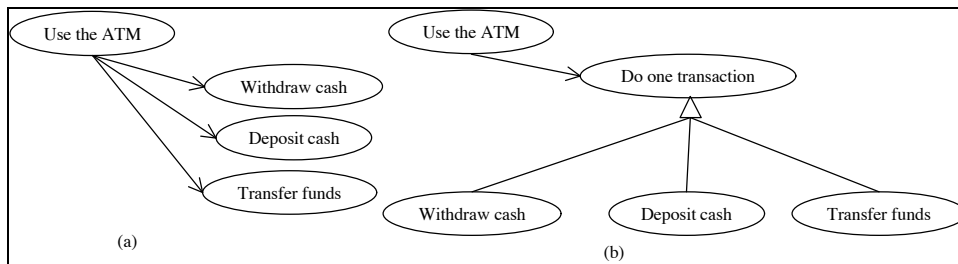 Use the ATM
Withdraw cash
Deposit cash
Transfer funds
(a)
Use the ATM
Do one transaction
Withdraw cash
Deposit cash
Transfer funds
(b)